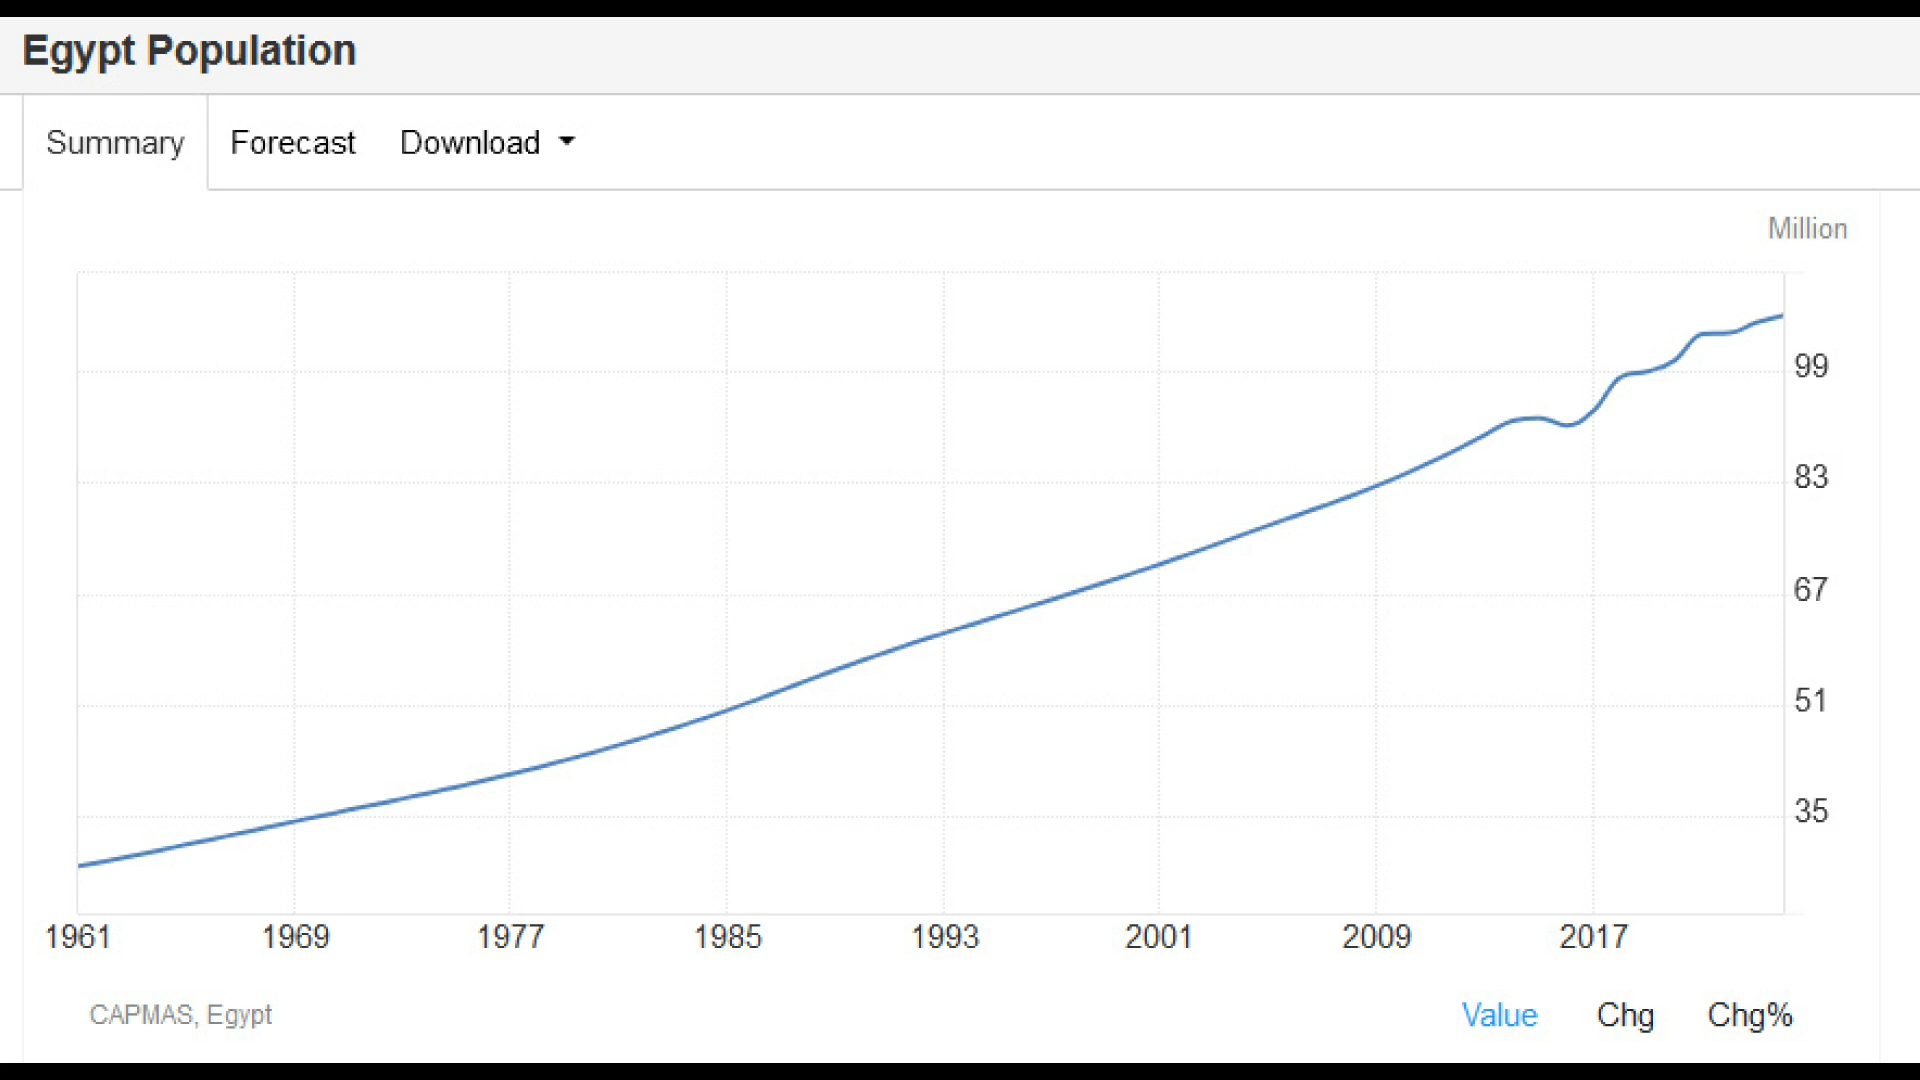 Egypt Population
Summary Forecast Download
Million
99
83
67
51
35
1961 1969 1977 1985 1993 2001 2009 2017
CAPMAS, Egypt Value Chg Chg%